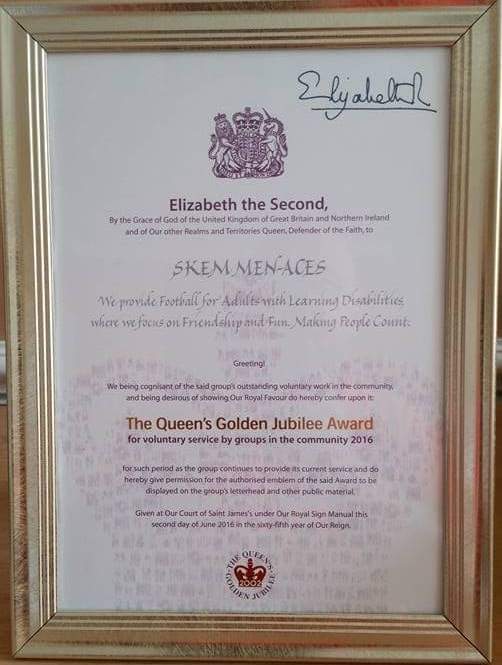 Elizabeth R
Elizabeth the Second,
By the Grace of God of the United Kingdom of Great Britain and Northern Ireland
and of Our other Realms and Territories Queen, Defender of the Faith, to
SKEM MEN-ACES
We provide Football for Adults with Learning Disabilities
where we focus on Friendship and Fun. Making People Count.
Greeting!
We being cognisant of the said group's outstanding voluntary work in the community,
and being desirous of showing Our Royal Favour do hereby confer upon it:
The Queen's Golden Jubilee Award
for voluntary service by groups in the community 2016
for such period as the group continues to provide its current service and do
hereby give permission for the authorised emblem of the said Award to be
displayed on the group's letterhead and other public material.
Given at Our Court of Saint James's under Our Royal Sign Manual this
second day of June 2016 in the sixty-fifth year of Our Reign.
THE QUEEN'S
2002
GOLDEN JUBILEE